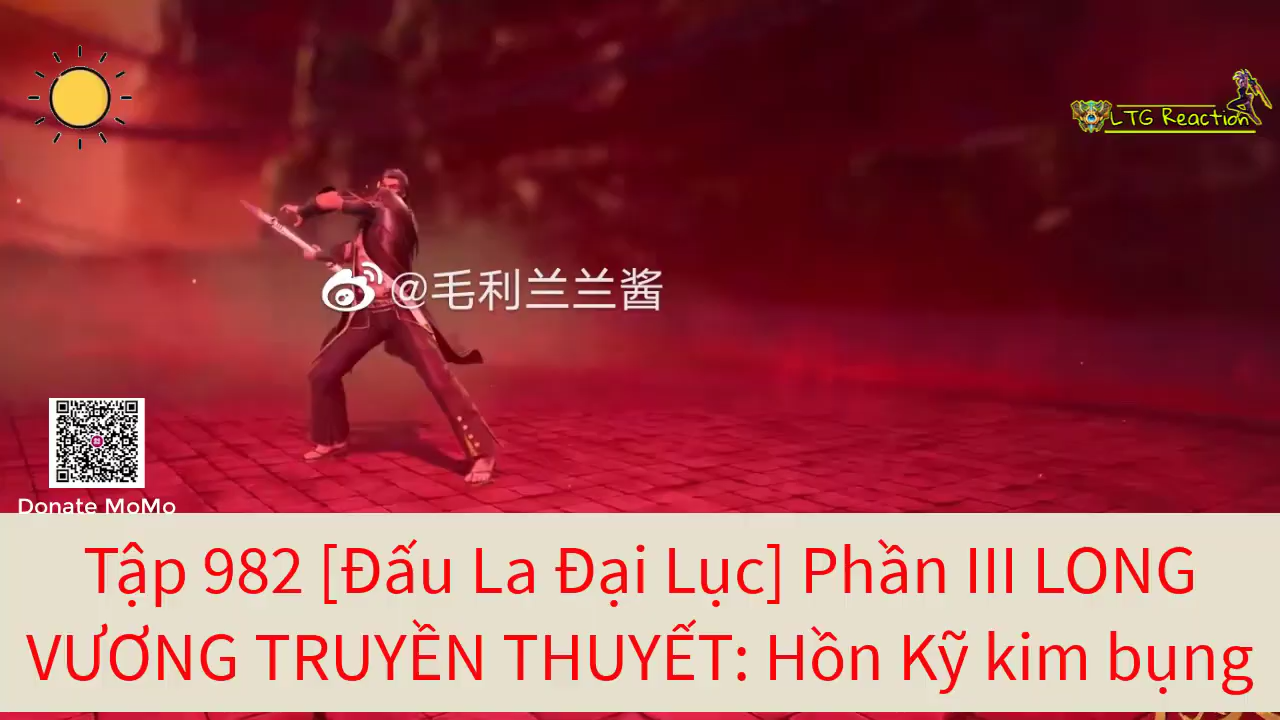 LTG Reaction
@毛利兰兰酱
Donate MoMo
Tập 982 [Đấu La Đại Lục] Phần III LONG
VƯƠNG TRUYỀN THUYẾT: Hồn Kỹ kim bụng